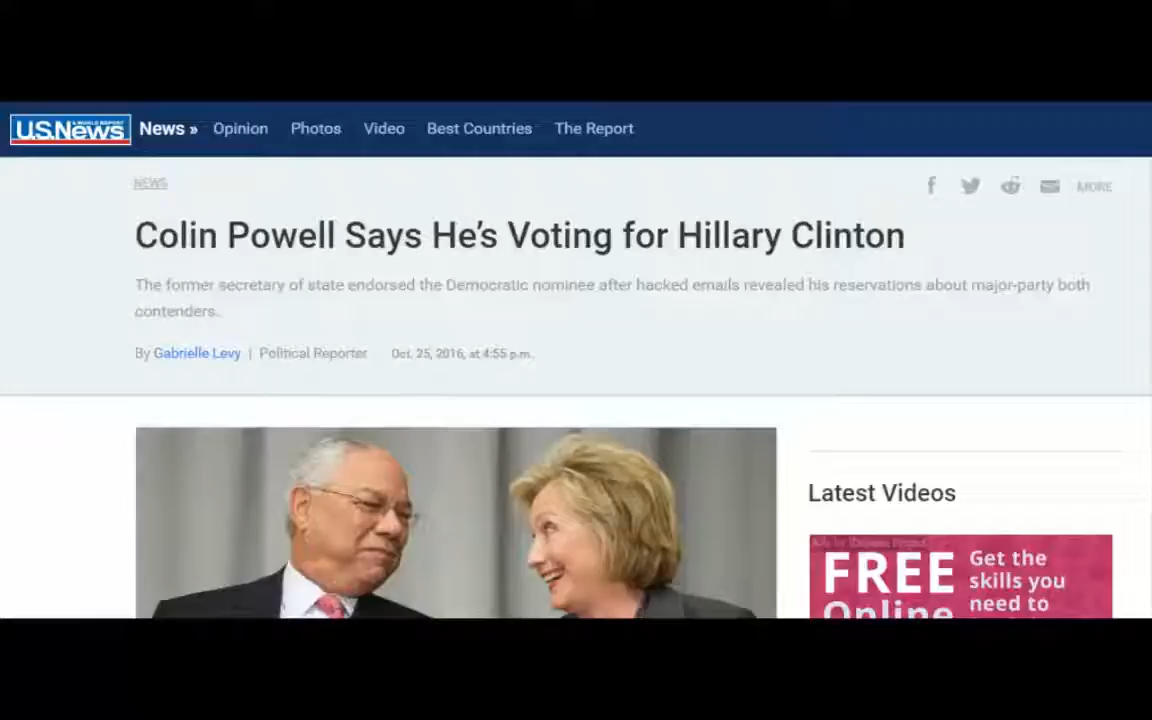 U.S.News
& WORLD REPORT
News » Opinion Photos Video Best Countries The Report
NEWS
MORE
Colin Powell Says He's Voting for Hillary Clinton
The former secretary of state endorsed the Democratic nominee after hacked emails revealed his reservations about major-party both
contenders.
By Gabrielle Levy | Political Reporter Oct. 25, 2016, at 4:55 p.m.
Latest Videos
FREE
Online
Get the
skills you
need to